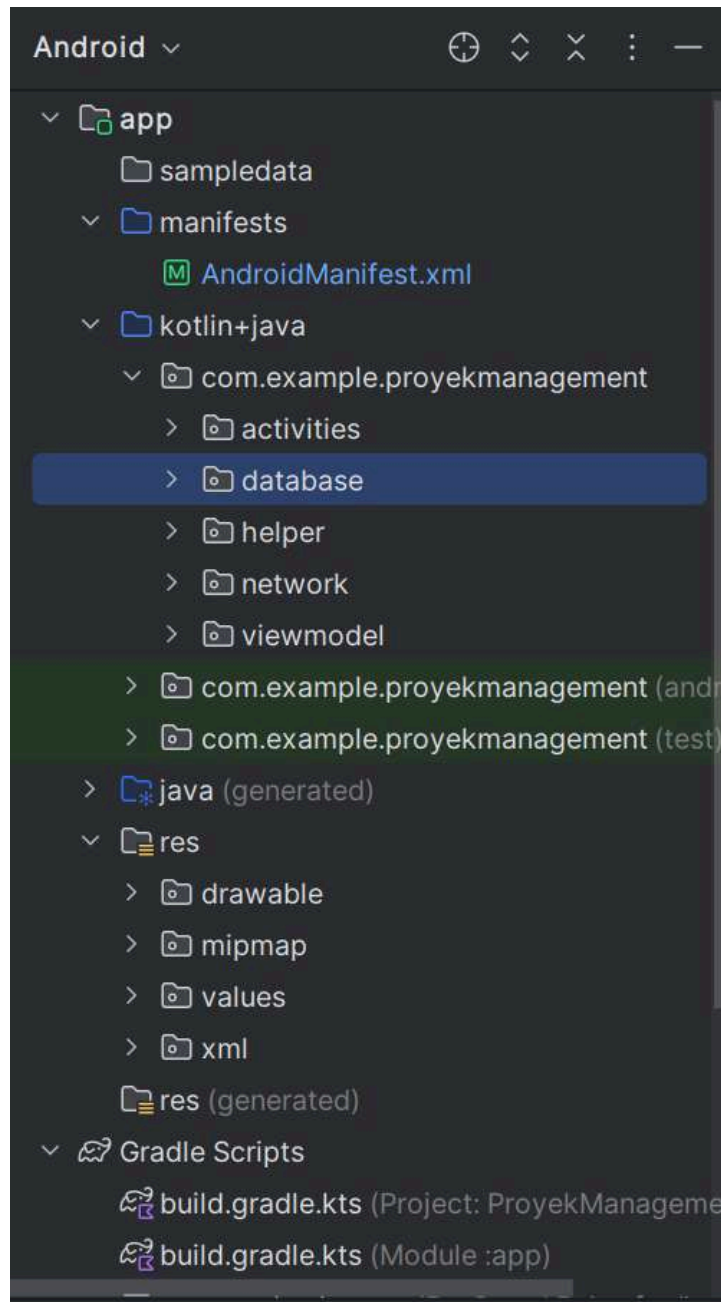 Android
app
sampledata
manifests
AndroidManifest.xml
kotlin+java
com.example.proyekmanagement
activities
database
helper
network
viewmodel
com.example.proyekmanagement (andr
com.example.proyekmanagement (test)
java (generated)
res
drawable
mipmap
values
xml
res (generated)
Gradle Scripts
build.gradle.kts (Project: ProyekManageme
build.gradle.kts (Module :app)